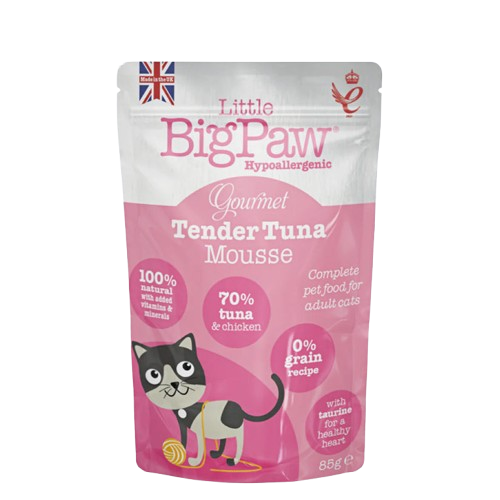 Made in the UK
Little
BigPaw®
Hypoallergenic
Gourmet
Tender Tuna
Mousse
Complete
pet food for
adult cats
100%
natural
with added
vitamins &
minerals
70%
tuna
& chicken
0%
grain
recipe
with
taurine
for a
healthy
heart
85g e